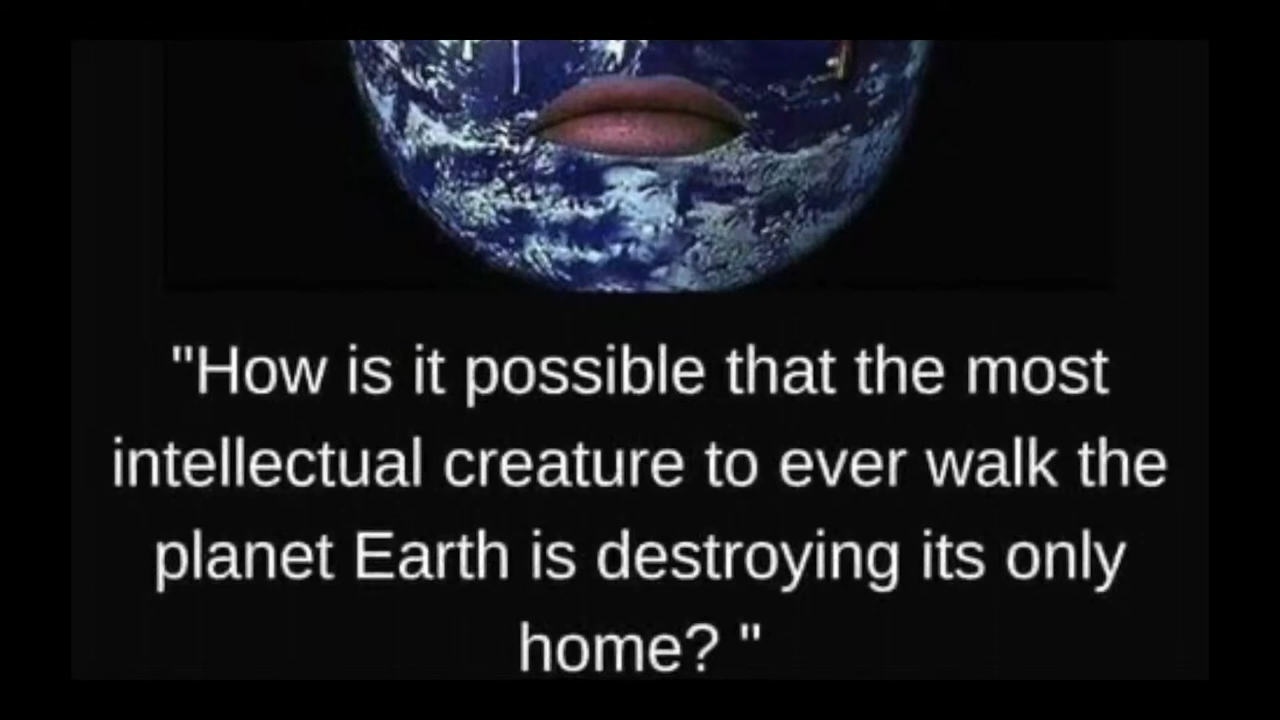 "How is it possible that the most
intellectual creature to ever walk the
planet Earth is destroying its only
home? "